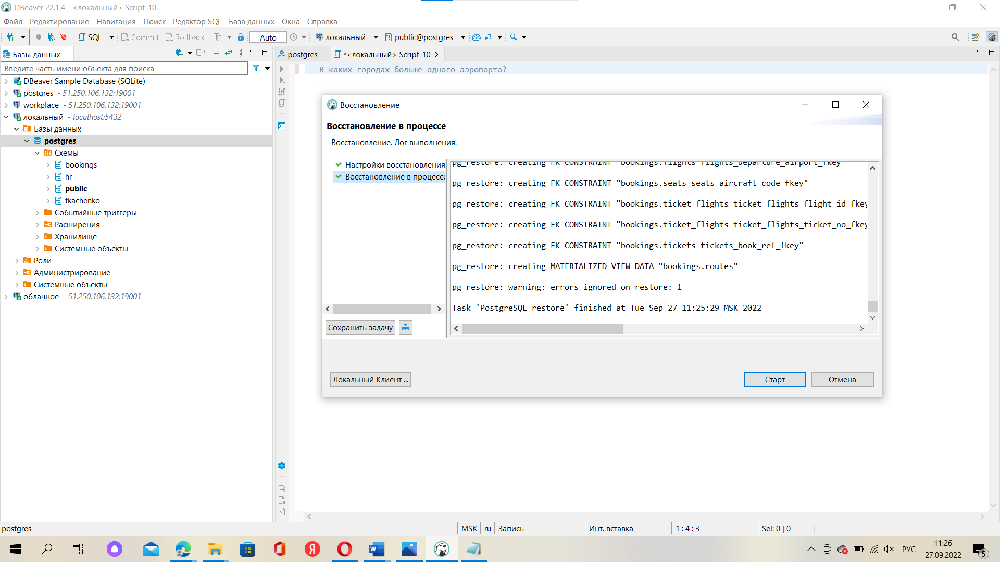 DBeaver 22.1.4 - <локальный> Script-10
Файл Редактирование Навигация Поиск Редактор SQL База данных Окна Справка
SQL Commit Rollback Auto локальный public@postgres
Базы данных
postgres
*<локальный> Script-10
Введите часть имени объекта для поиска
DBeaver Sample Database (SQLite)
postgres - 51.250.106.132:19001
workplace - 51.250.106.132:19001
локальный - localhost:5432
Базы данных
postgres
Схемы
bookings
hr
public
tkachenko
Событийные триггеры
Расширения
Хранилище
Системные объекты
Роли
Администрирование
Системные объекты
облачное - 51.250.106.132:19001
-- В каких городах больше одного аэропорта?
Восстановление
Восстановление в процессе
Восстановление. Лог выполнения.
Настройки восстановления
Восстановление в процессе
pg_restore: creating FK CONSTRAINT "bookings.flights flights_departure_airport_fkey
pg_restore: creating FK CONSTRAINT "bookings.seats seats_aircraft_code_fkey"
pg_restore: creating FK CONSTRAINT "bookings.ticket_flights ticket_flights_flight_id_fkey
pg_restore: creating FK CONSTRAINT "bookings.ticket_flights ticket_flights_ticket_no_fkey
pg_restore: creating FK CONSTRAINT "bookings.tickets tickets_book_ref_fkey"
pg_restore: creating MATERIALIZED VIEW DATA "bookings.routes"
pg_restore: warning: errors ignored on restore: 1
Task 'PostgreSQL restore' finished at Tue Sep 27 11:25:29 MSK 2022
Сохранить задачу
Локальный Клиент ...
Старт
Отмена
postgres
MSK ru Запись Инт. вставка 1 : 4 : 3 Sel: 0 | 0
РУС
11:26
27.09.2022
5